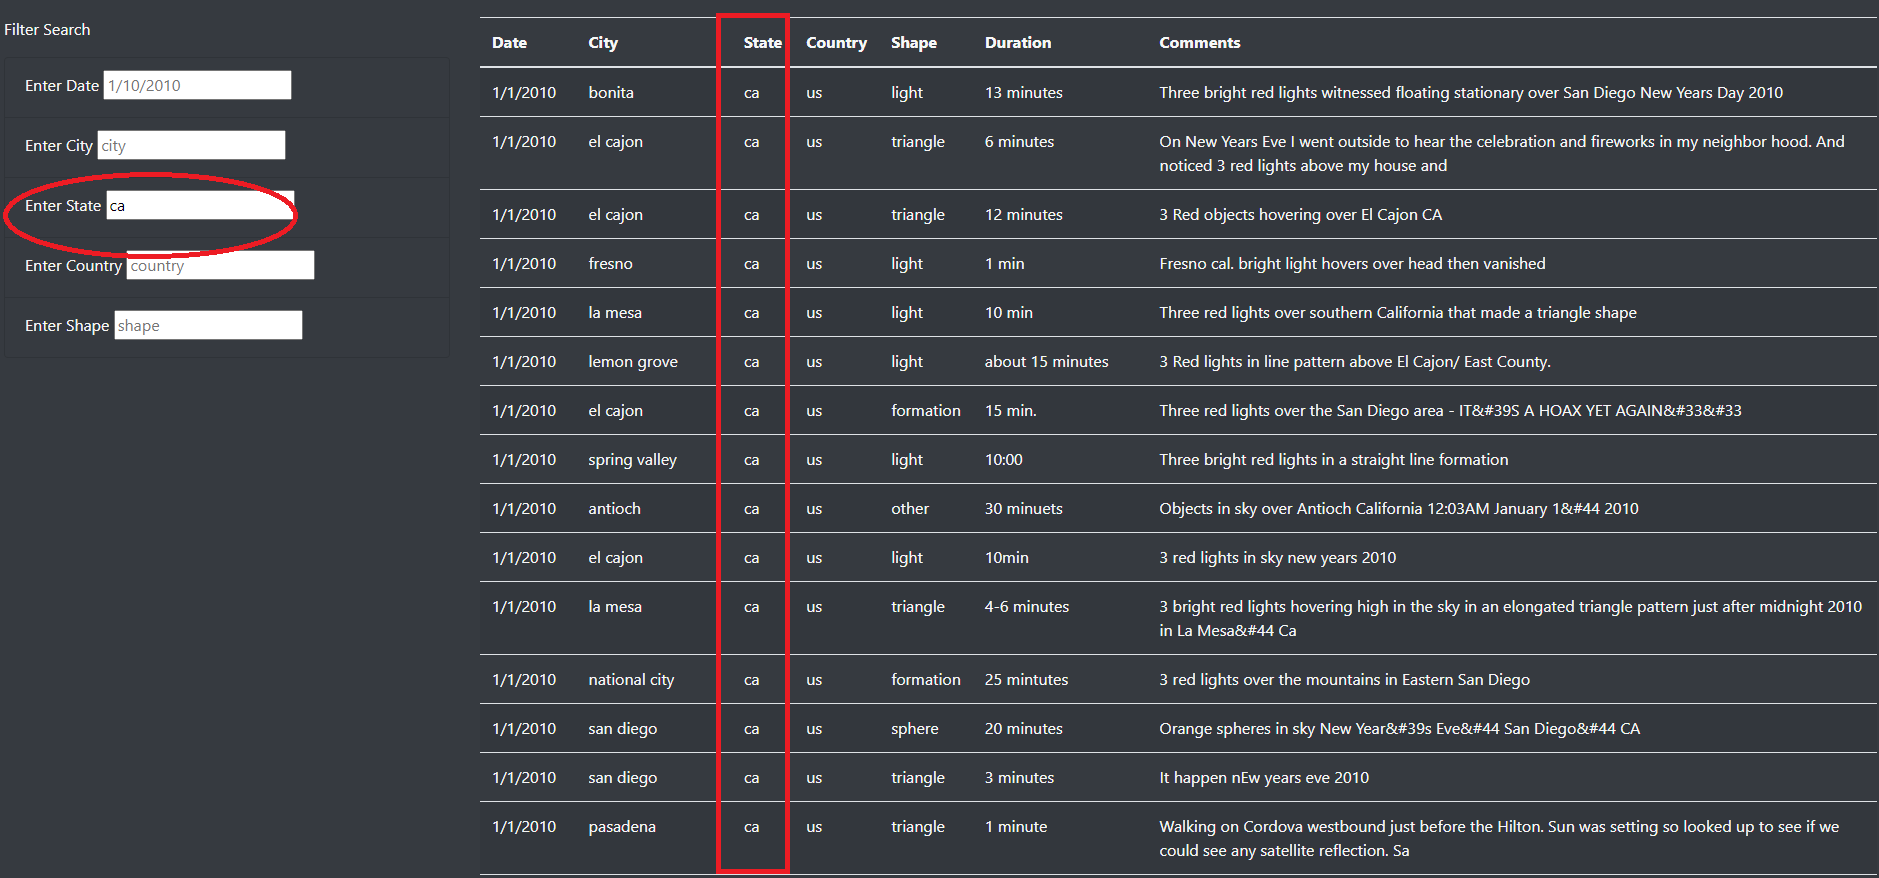 Filter Search
Enter Date 1/10/2010
Enter City city
Enter State ca
Enter Country country
Enter Shape shape
Date City State Country Shape Duration Comments
1/1/2010 bonita ca us light 13 minutes Three bright red lights witnessed floating stationary over San Diego New Years Day 2010
1/1/2010 el cajon ca us triangle 6 minutes On New Years Eve I went outside to hear the celebration and fireworks in my neighbor hood. And
noticed 3 red lights above my house and
1/1/2010 el cajon ca us triangle 12 minutes 3 Red objects hovering over El Cajon CA
1/1/2010 fresno ca us light 1 min Fresno cal. bright light hovers over head then vanished
1/1/2010 la mesa ca us light 10 min Three red lights over southern California that made a triangle shape
1/1/2010 lemon grove ca us light about 15 minutes 3 Red lights in line pattern above El Cajon/ East County.
1/1/2010 el cajon ca us formation 15 min. Three red lights over the San Diego area - IT&#39S A HOAX YET AGAIN&#33&#33
1/1/2010 spring valley ca us light 10:00 Three bright red lights in a straight line formation
1/1/2010 antioch ca us other 30 minuets Objects in sky over Antioch California 12:03AM January 1&#44 2010
1/1/2010 el cajon ca us light 10min 3 red lights in sky new years 2010
1/1/2010 la mesa ca us triangle 4-6 minutes 3 bright red lights hovering high in the sky in an elongated triangle pattern just after midnight 2010
in La Mesa&#44 Ca
1/1/2010 national city ca us formation 25 mintutes 3 red lights over the mountains in Eastern San Diego
1/1/2010 san diego ca us sphere 20 minutes Orange spheres in sky New Year&#39s Eve&#44 San Diego&#44 CA
1/1/2010 san diego ca us triangle 3 minutes It happen nEw years eve 2010
1/1/2010 pasadena ca us triangle 1 minute Walking on Cordova westbound just before the Hilton. Sun was setting so looked up to see if we
could see any satellite reflection. Sa